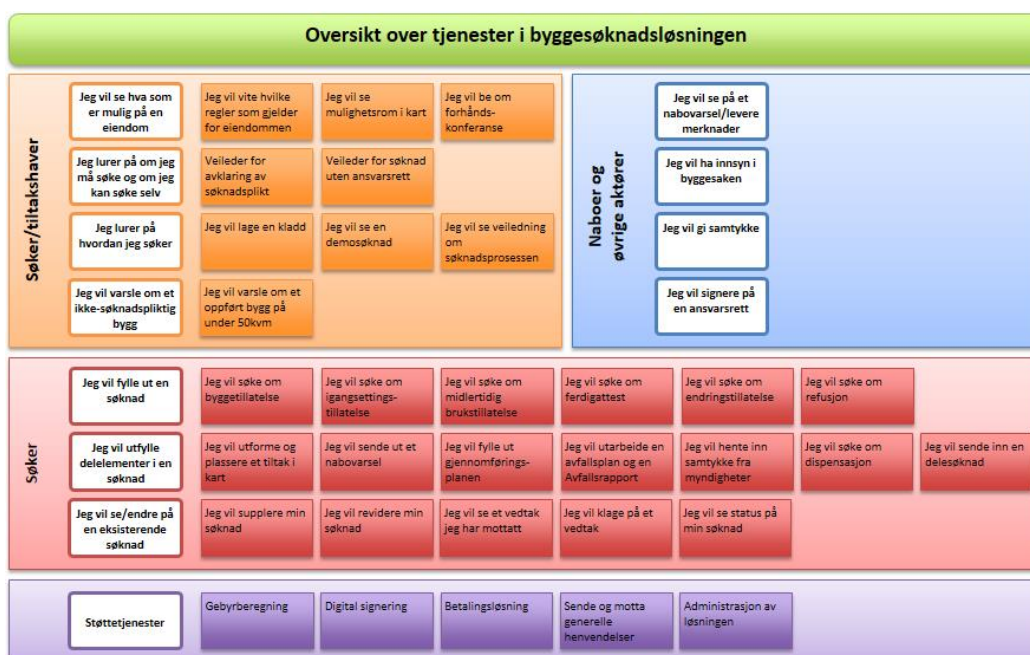 Oversikt over tjenester i byggesøknadsløsningen
Søker/tiltakshaver
Jeg vil se hva som
er mulig på en
eiendom
Jeg vil vite hvilke
regler som gjelder
for eiendommen
Jeg vil se
mulighetsrom i kart
Jeg vil be om
forhånds-
konferanse
Jeg lurer på om jeg
må søke og om jeg
kan søke selv
Veileder for
avklaring av
søknadsplikt
Veileder for søknad
uten ansvarsrett
Jeg lurer på
hvordan jeg søker
Jeg vil lage en kladd
Jeg vil se en
demosøknad
Jeg vil se veiledning
om
søknadsprosessen
Jeg vil varsle om et
ikke-søknadspliktig
bygg
Jeg vil varsle om et
oppført bygg på
under 50kvm
Naboer og
øvrige aktører
Jeg vil se på et
nabovarsel/levere
merknader
Jeg vil ha innsyn i
byggesaken
Jeg vil gi samtykke
Jeg vil signere på
en ansvarsrett
Søker
Jeg vil fylle ut en
søknad
Jeg vil søke om
byggetillatelse
Jeg vil søke om
igangsettings-
tillatelse
Jeg vil søke om
midlertidig
brukstillatelse
Jeg vil søke om
ferdigattest
Jeg vil søke om
endringstillatelse
Jeg vil søke om
refusjon
Jeg vil utfylle
delelementer i en
søknad
Jeg vil utforme og
plassere et tiltak i
kart
Jeg vil sende ut et
nabovarsel
Jeg vil fylle ut
gjennomførings-
planen
Jeg vil utarbeide en
avfallsplan og en
Avfallsrapport
Jeg vil hente inn
samtykke fra
myndigheter
Jeg vil søke om
dispensasjon
Jeg vil sende inn en
delesøknad
Jeg vil se/endre på
en eksisterende
søknad
Jeg vil supplere min
søknad
Jeg vil revidere min
søknad
Jeg vil se et vedtak
jeg har mottatt
Jeg vil klage på et
vedtak
Jeg vil se status på
min søknad
Støttetjenester
Gebyrberegning
Digital signering
Betalingsløsning
Sende og motta
generelle
henvendelser
Administrasjon av
løsningen